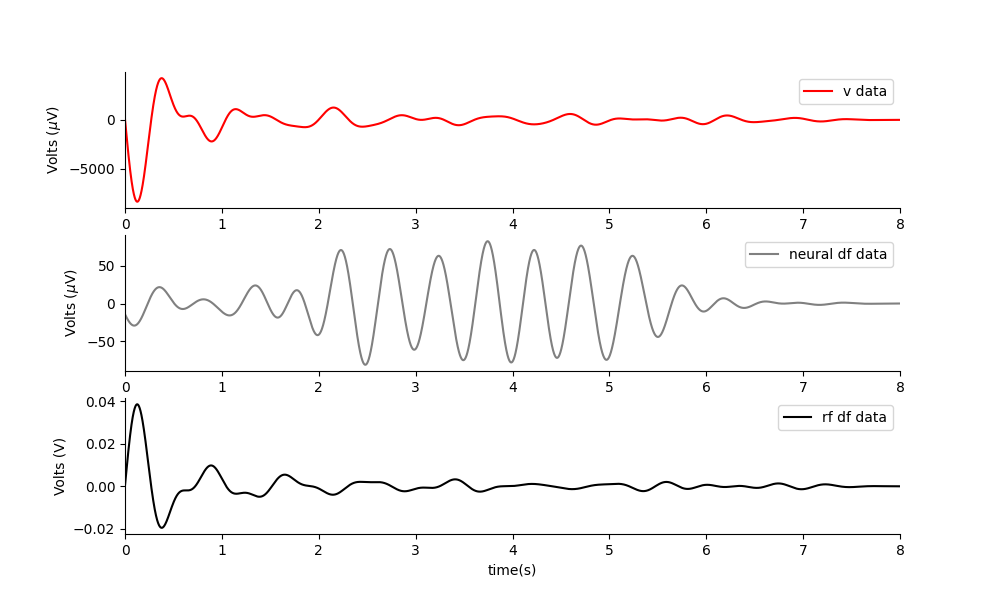 v data
Volts (μV)
0
−5000
0 1 2 3 4 5 6 7 8
neural df data
Volts (μV)
50
0
−50
0 1 2 3 4 5 6 7 8
rf df data
Volts (V)
0.04
0.02
0.00
−0.02
0 1 2 3 4 5 6 7 8
time(s)